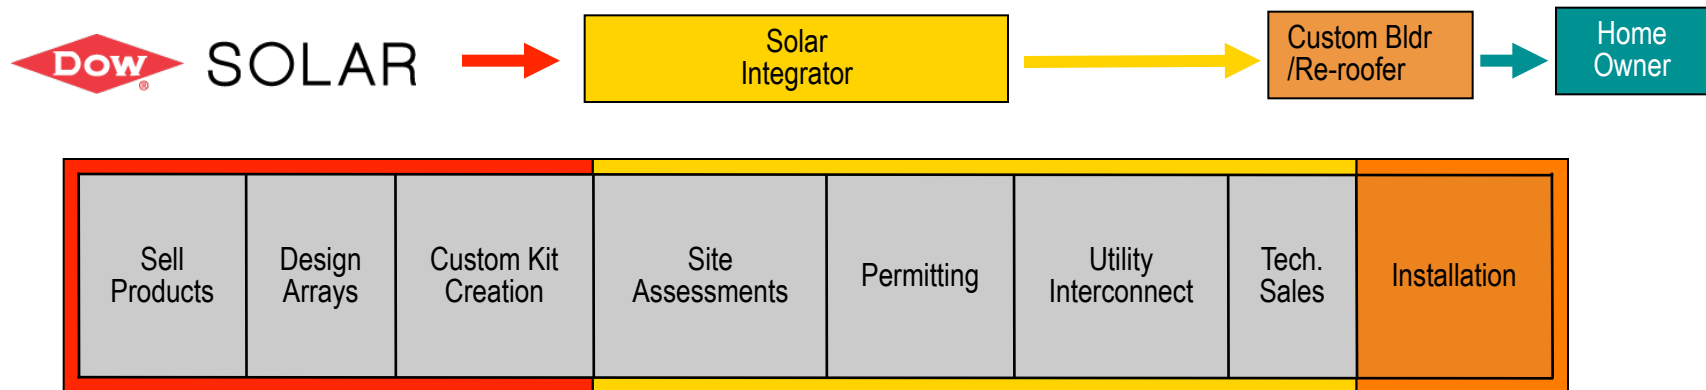 DOW ® SOLAR
Solar
Integrator
Custom Bldr
/Re-roofer
Home
Owner
Sell
Products
Design
Arrays
Custom Kit
Creation
Site
Assessments
Permitting
Utility
Interconnect
Tech.
Sales
Installation